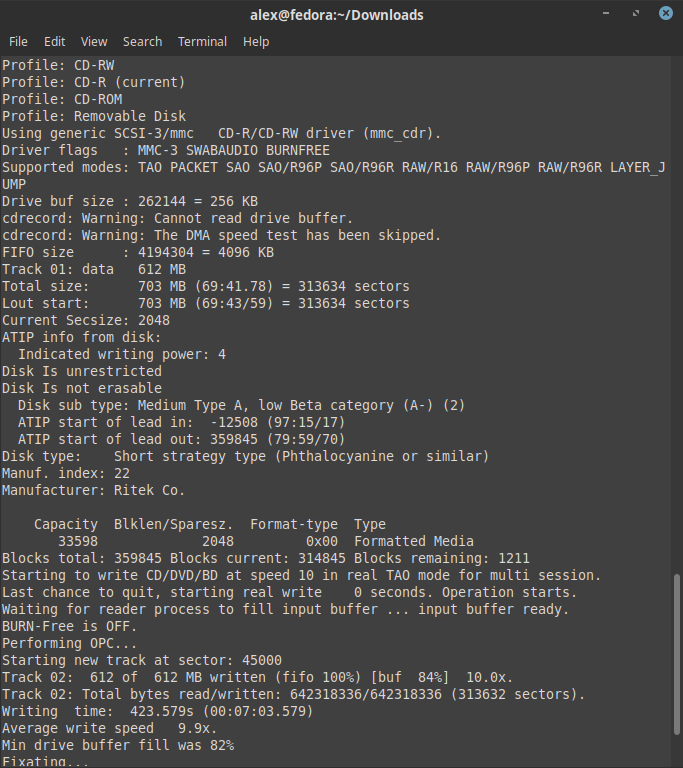 alex@fedora:~/Downloads
File Edit View Search Terminal Help
Profile: CD-RW
Profile: CD-R (current)
Profile: CD-ROM
Profile: Removable Disk
Using generic SCSI-3/mmc   CD-R/CD-RW driver (mmc_cdr).
Driver flags   : MMC-3 SWABAUDIO BURNFREE
Supported modes: TAO PACKET SAO SAO/R96P SAO/R96R RAW/R16 RAW/R96P RAW/R96R LAYER_J
UMP
Drive buf size : 262144 = 256 KB
cdrecord: Warning: Cannot read drive buffer.
cdrecord: Warning: The DMA speed test has been skipped.
FIFO size      : 4194304 = 4096 KB
Track 01: data   612 MB
Total size:      703 MB (69:41.78) = 313634 sectors
Lout start:      703 MB (69:43/59) = 313634 sectors
Current Secsize: 2048
ATIP info from disk:
  Indicated writing power: 4
Disk Is unrestricted
Disk Is not erasable
  Disk sub type: Medium Type A, low Beta category (A-) (2)
  ATIP start of lead in:  -12508 (97:15/17)
  ATIP start of lead out: 359845 (79:59/70)
Disk type:    Short strategy type (Phthalocyanine or similar)
Manuf. index: 22
Manufacturer: Ritek Co.
    Capacity  Blklen/Sparesz.  Format-type  Type
       33598             2048         0x00  Formatted Media
Blocks total: 359845 Blocks current: 314845 Blocks remaining: 1211
Starting to write CD/DVD/BD at speed 10 in real TAO mode for multi session.
Last chance to quit, starting real write    0 seconds. Operation starts.
Waiting for reader process to fill input buffer ... input buffer ready.
BURN-Free is OFF.
Performing OPC...
Starting new track at sector: 45000
Track 02:  612 of  612 MB written (fifo 100%) [buf  84%]  10.0x.
Track 02: Total bytes read/written: 642318336/642318336 (313632 sectors).
Writing  time:  423.579s (00:07:03.579)
Average write speed   9.9x.
Min drive buffer fill was 82%
Fixating...